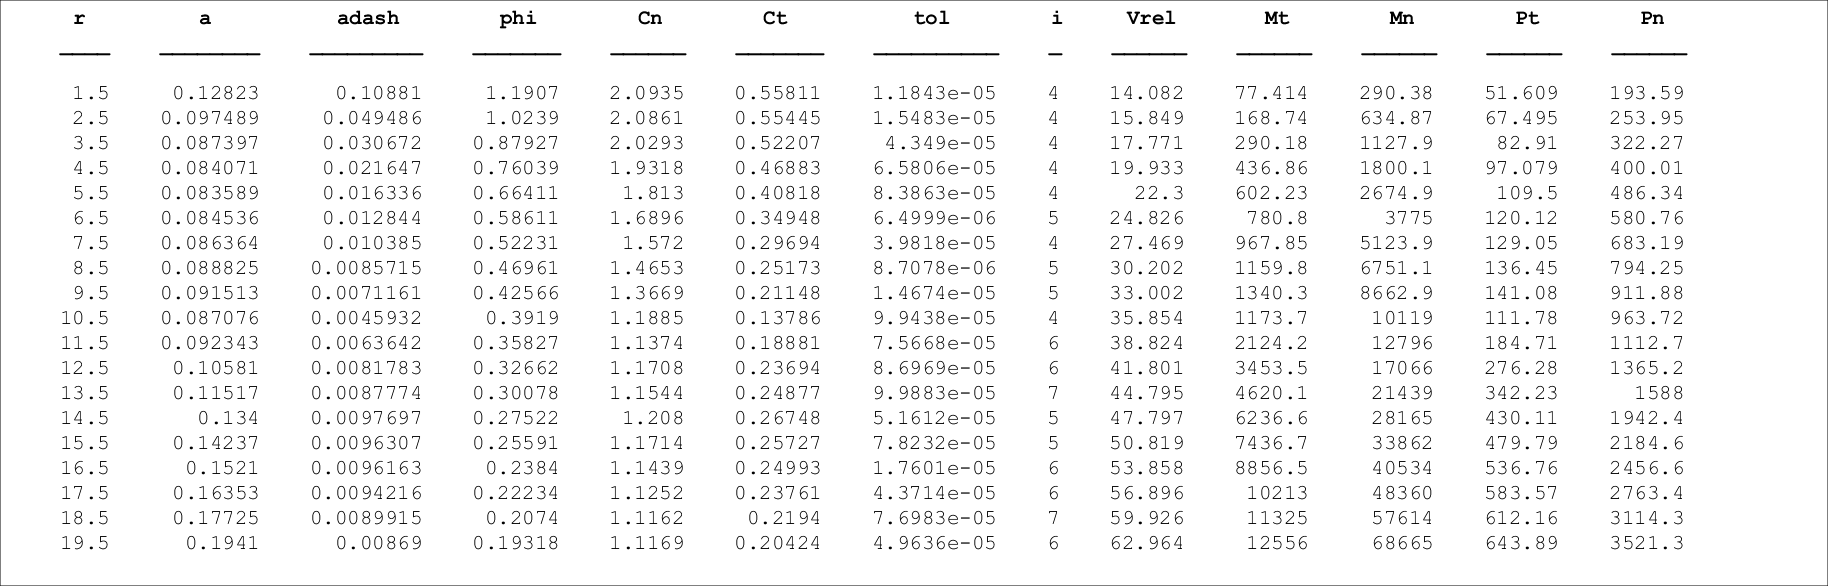 r a adash phi Cn Ct tol i Vrel Mt Mn Pt Pn
1.5 0.12823 0.10881 1.1907 2.0935 0.55811 1.1843e-05 4 14.082 77.414 290.38 51.609 193.59
2.5 0.097489 0.049486 1.0239 2.0861 0.55445 1.5483e-05 4 15.849 168.74 634.87 67.495 253.95
3.5 0.087397 0.030672 0.87927 2.0293 0.52207 4.349e-05 4 17.771 290.18 1127.9 82.91 322.27
4.5 0.084071 0.021647 0.76039 1.9318 0.46883 6.5806e-05 4 19.933 436.86 1800.1 97.079 400.01
5.5 0.083589 0.016336 0.66411 1.813 0.40818 8.3863e-05 4 22.3 602.23 2674.9 109.5 486.34
6.5 0.084536 0.012844 0.58611 1.6896 0.34948 6.4999e-06 5 24.826 780.8 3775 120.12 580.76
7.5 0.086364 0.010385 0.52231 1.572 0.29694 3.9818e-05 4 27.469 967.85 5123.9 129.05 683.19
8.5 0.088825 0.0085715 0.46961 1.4653 0.25173 8.7078e-06 5 30.202 1159.8 6751.1 136.45 794.25
9.5 0.091513 0.0071161 0.42566 1.3669 0.21148 1.4674e-05 5 33.002 1340.3 8662.9 141.08 911.88
10.5 0.087076 0.0045932 0.3919 1.1885 0.13786 9.9438e-05 4 35.854 1173.7 10119 111.78 963.72
11.5 0.092343 0.0063642 0.35827 1.1374 0.18881 7.5668e-05 6 38.824 2124.2 12796 184.71 1112.7
12.5 0.10581 0.0081783 0.32662 1.1708 0.23694 8.6969e-05 6 41.801 3453.5 17066 276.28 1365.2
13.5 0.11517 0.0087774 0.30078 1.1544 0.24877 9.9883e-05 7 44.795 4620.1 21439 342.23 1588
14.5 0.134 0.0097697 0.27522 1.208 0.26748 5.1612e-05 5 47.797 6236.6 28165 430.11 1942.4
15.5 0.14237 0.0096307 0.25591 1.1714 0.25727 7.8232e-05 5 50.819 7436.7 33862 479.79 2184.6
16.5 0.1521 0.0096163 0.2384 1.1439 0.24993 1.7601e-05 6 53.858 8856.5 40534 536.76 2456.6
17.5 0.16353 0.0094216 0.22234 1.1252 0.23761 4.3714e-05 6 56.896 10213 48360 583.57 2763.4
18.5 0.17725 0.0089915 0.2074 1.1162 0.2194 7.6983e-05 7 59.926 11325 57614 612.16 3114.3
19.5 0.1941 0.00869 0.19318 1.1169 0.20424 4.9636e-05 6 62.964 12556 68665 643.89 3521.3